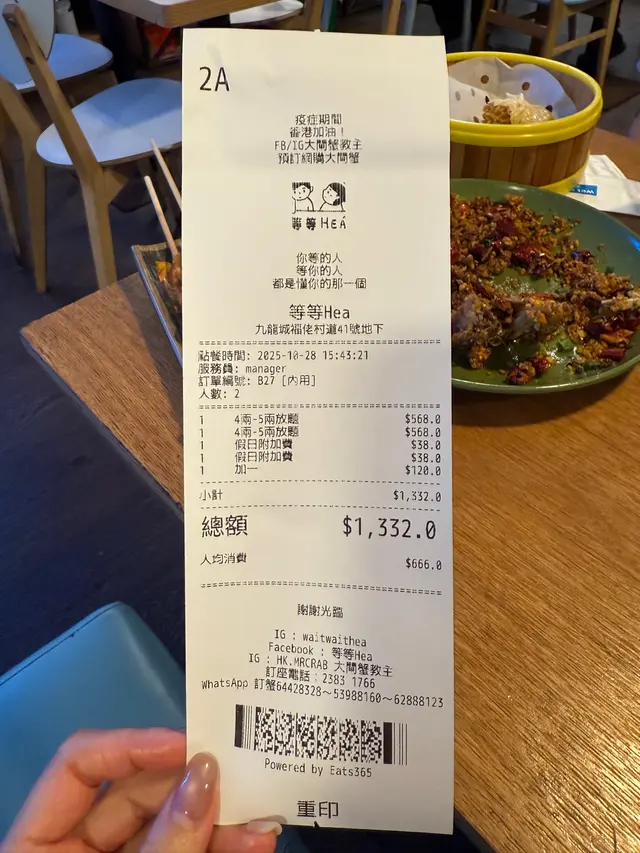 2A
疫症期間
香港加油！
FB/IG大閘蟹教主
預訂網購大閘蟹
等等HEÁ
你等的人
等你的人
都是懂你的那一個
等等Hea
九龍城福佬村道41號地下
點餐時間: 2025-10-28 15:43:21
服務員: manager
訂單編號: B27 [內用]
人數: 2
1 4兩-5兩放題 $568.0
1 4兩-5兩放題 $568.0
1 假日附加費 $38.0
1 假日附加費 $38.0
1 加一 $120.0
小計 $1,332.0
總額 $1,332.0
人均消費 $666.0
謝謝光臨
IG : waitwaithea
Facebook : 等等Hea
IG : HK.MRCRAB 大閘蟹教主
訂座電話：2383 1766
WhatsApp 訂蟹64428328～53988160～62888123
Powered by Eats365
重印